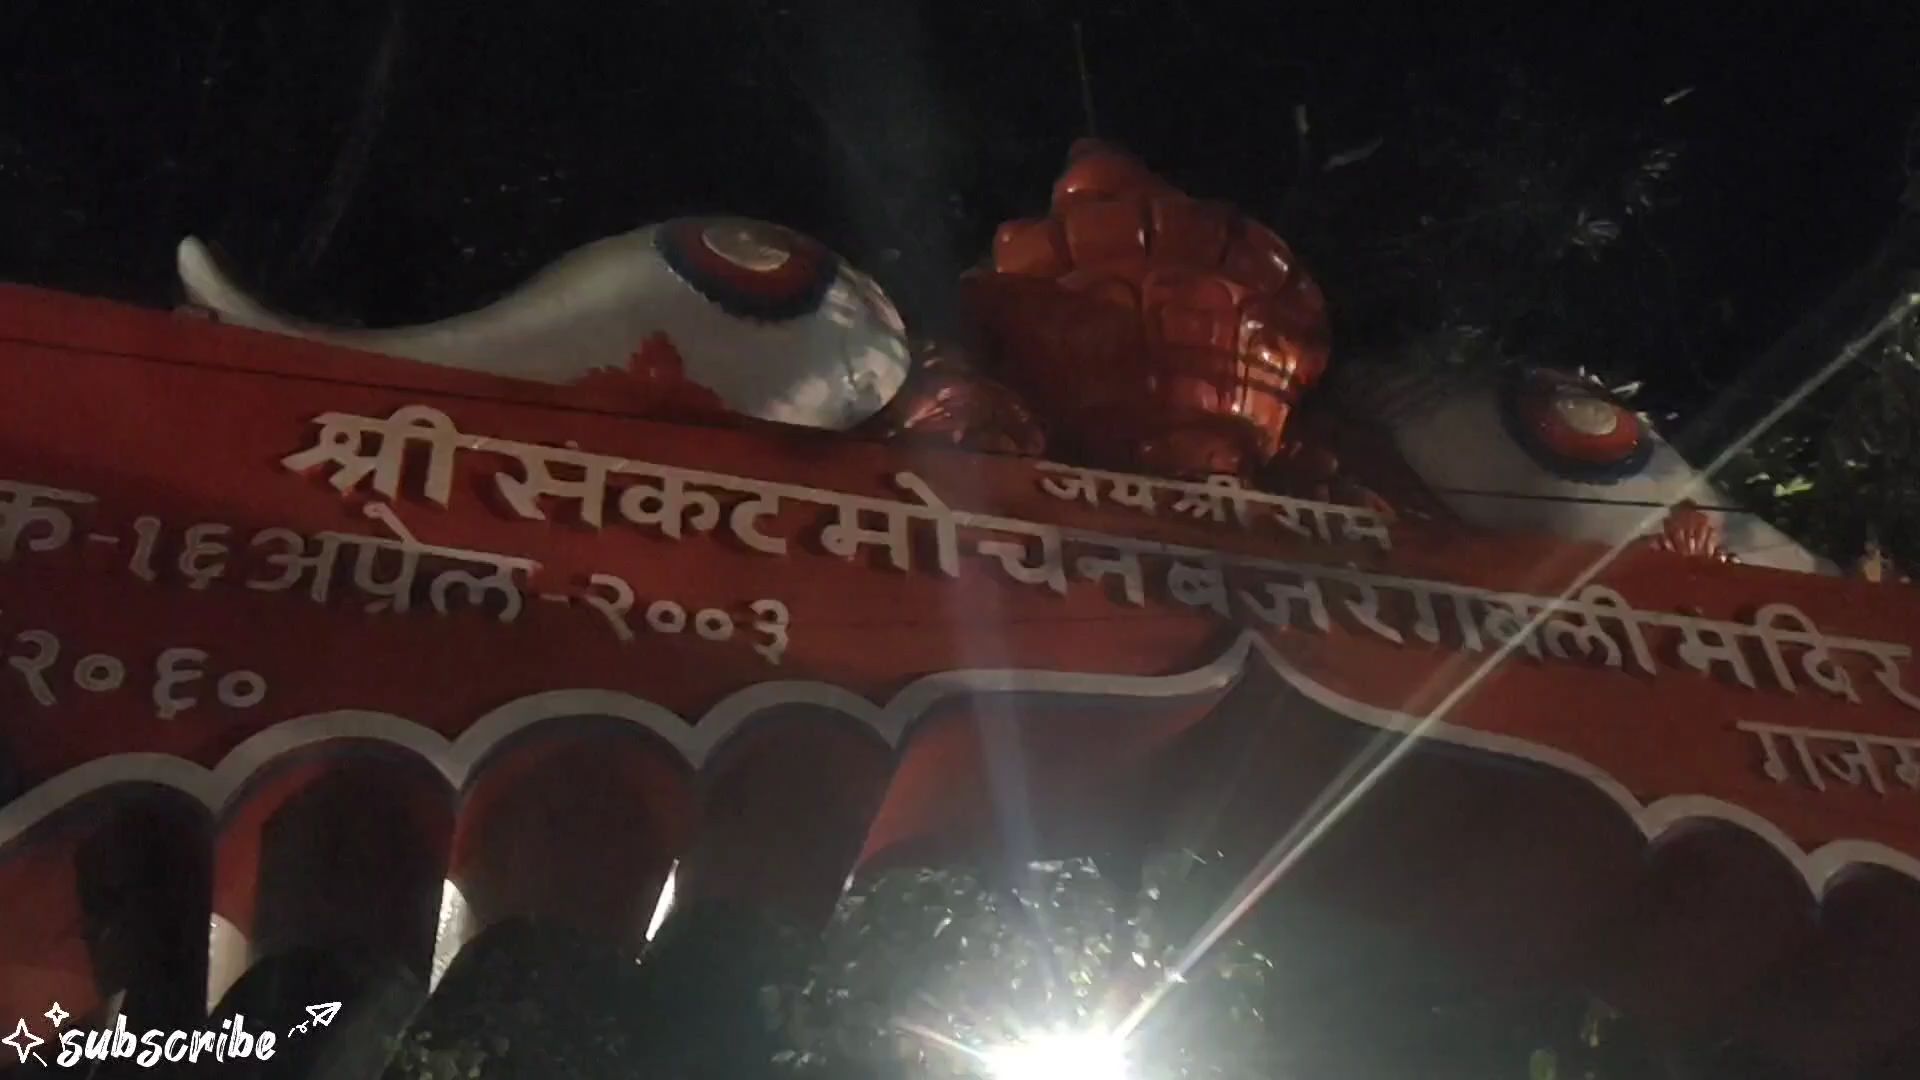 जय श्री राम
श्री संकट मोचन बजरंगबली मंदिर
क-१६ अप्रेल-२००३
२०६०
subscribe